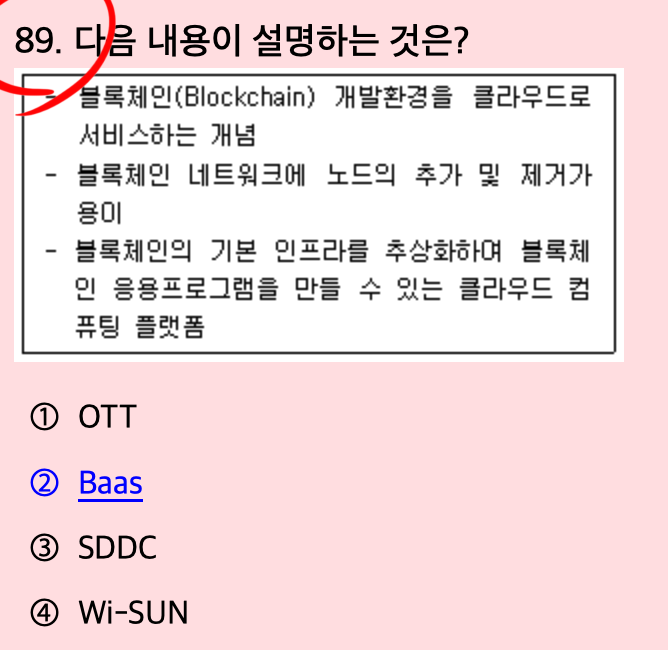 89. 다음 내용이 설명하는 것은?
- 블록체인(Blockchain) 개발환경을 클라우드로
서비스하는 개념
- 블록체인 네트워크에 노드의 추가 및 제거가
용이
- 블록체인의 기본 인프라를 추상화하여 블록체
인 응용프로그램을 만들 수 있는 클라우드 컴
퓨팅 플랫폼
① OTT
② Baas
③ SDDC
④ Wi-SUN